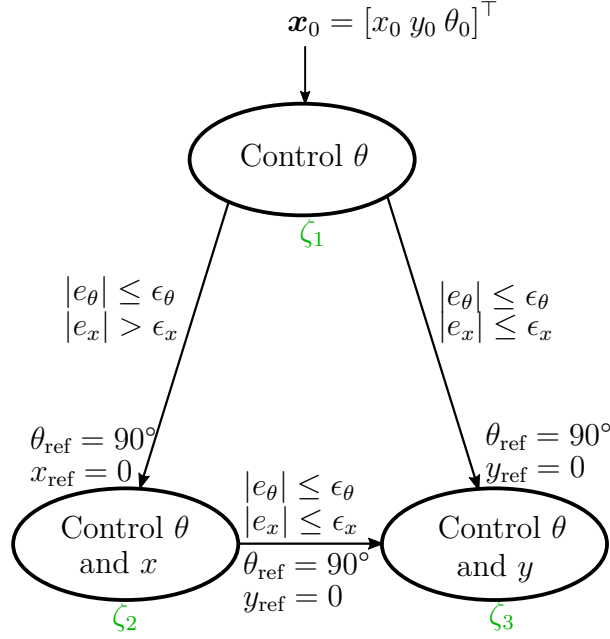 𝒙₀ = [x₀ y₀ θ₀]⊤
Control θ
ζ₁
|e_θ| ≤ ϵ_θ
|e_x| > ϵ_x
|e_θ| ≤ ϵ_θ
|e_x| ≤ ϵ_x
θ_ref = 90°
x_ref = 0
θ_ref = 90°
y_ref = 0
Control θ
and x
ζ₂
|e_θ| ≤ ϵ_θ
|e_x| ≤ ϵ_x
θ_ref = 90°
y_ref = 0
Control θ
and y
ζ₃